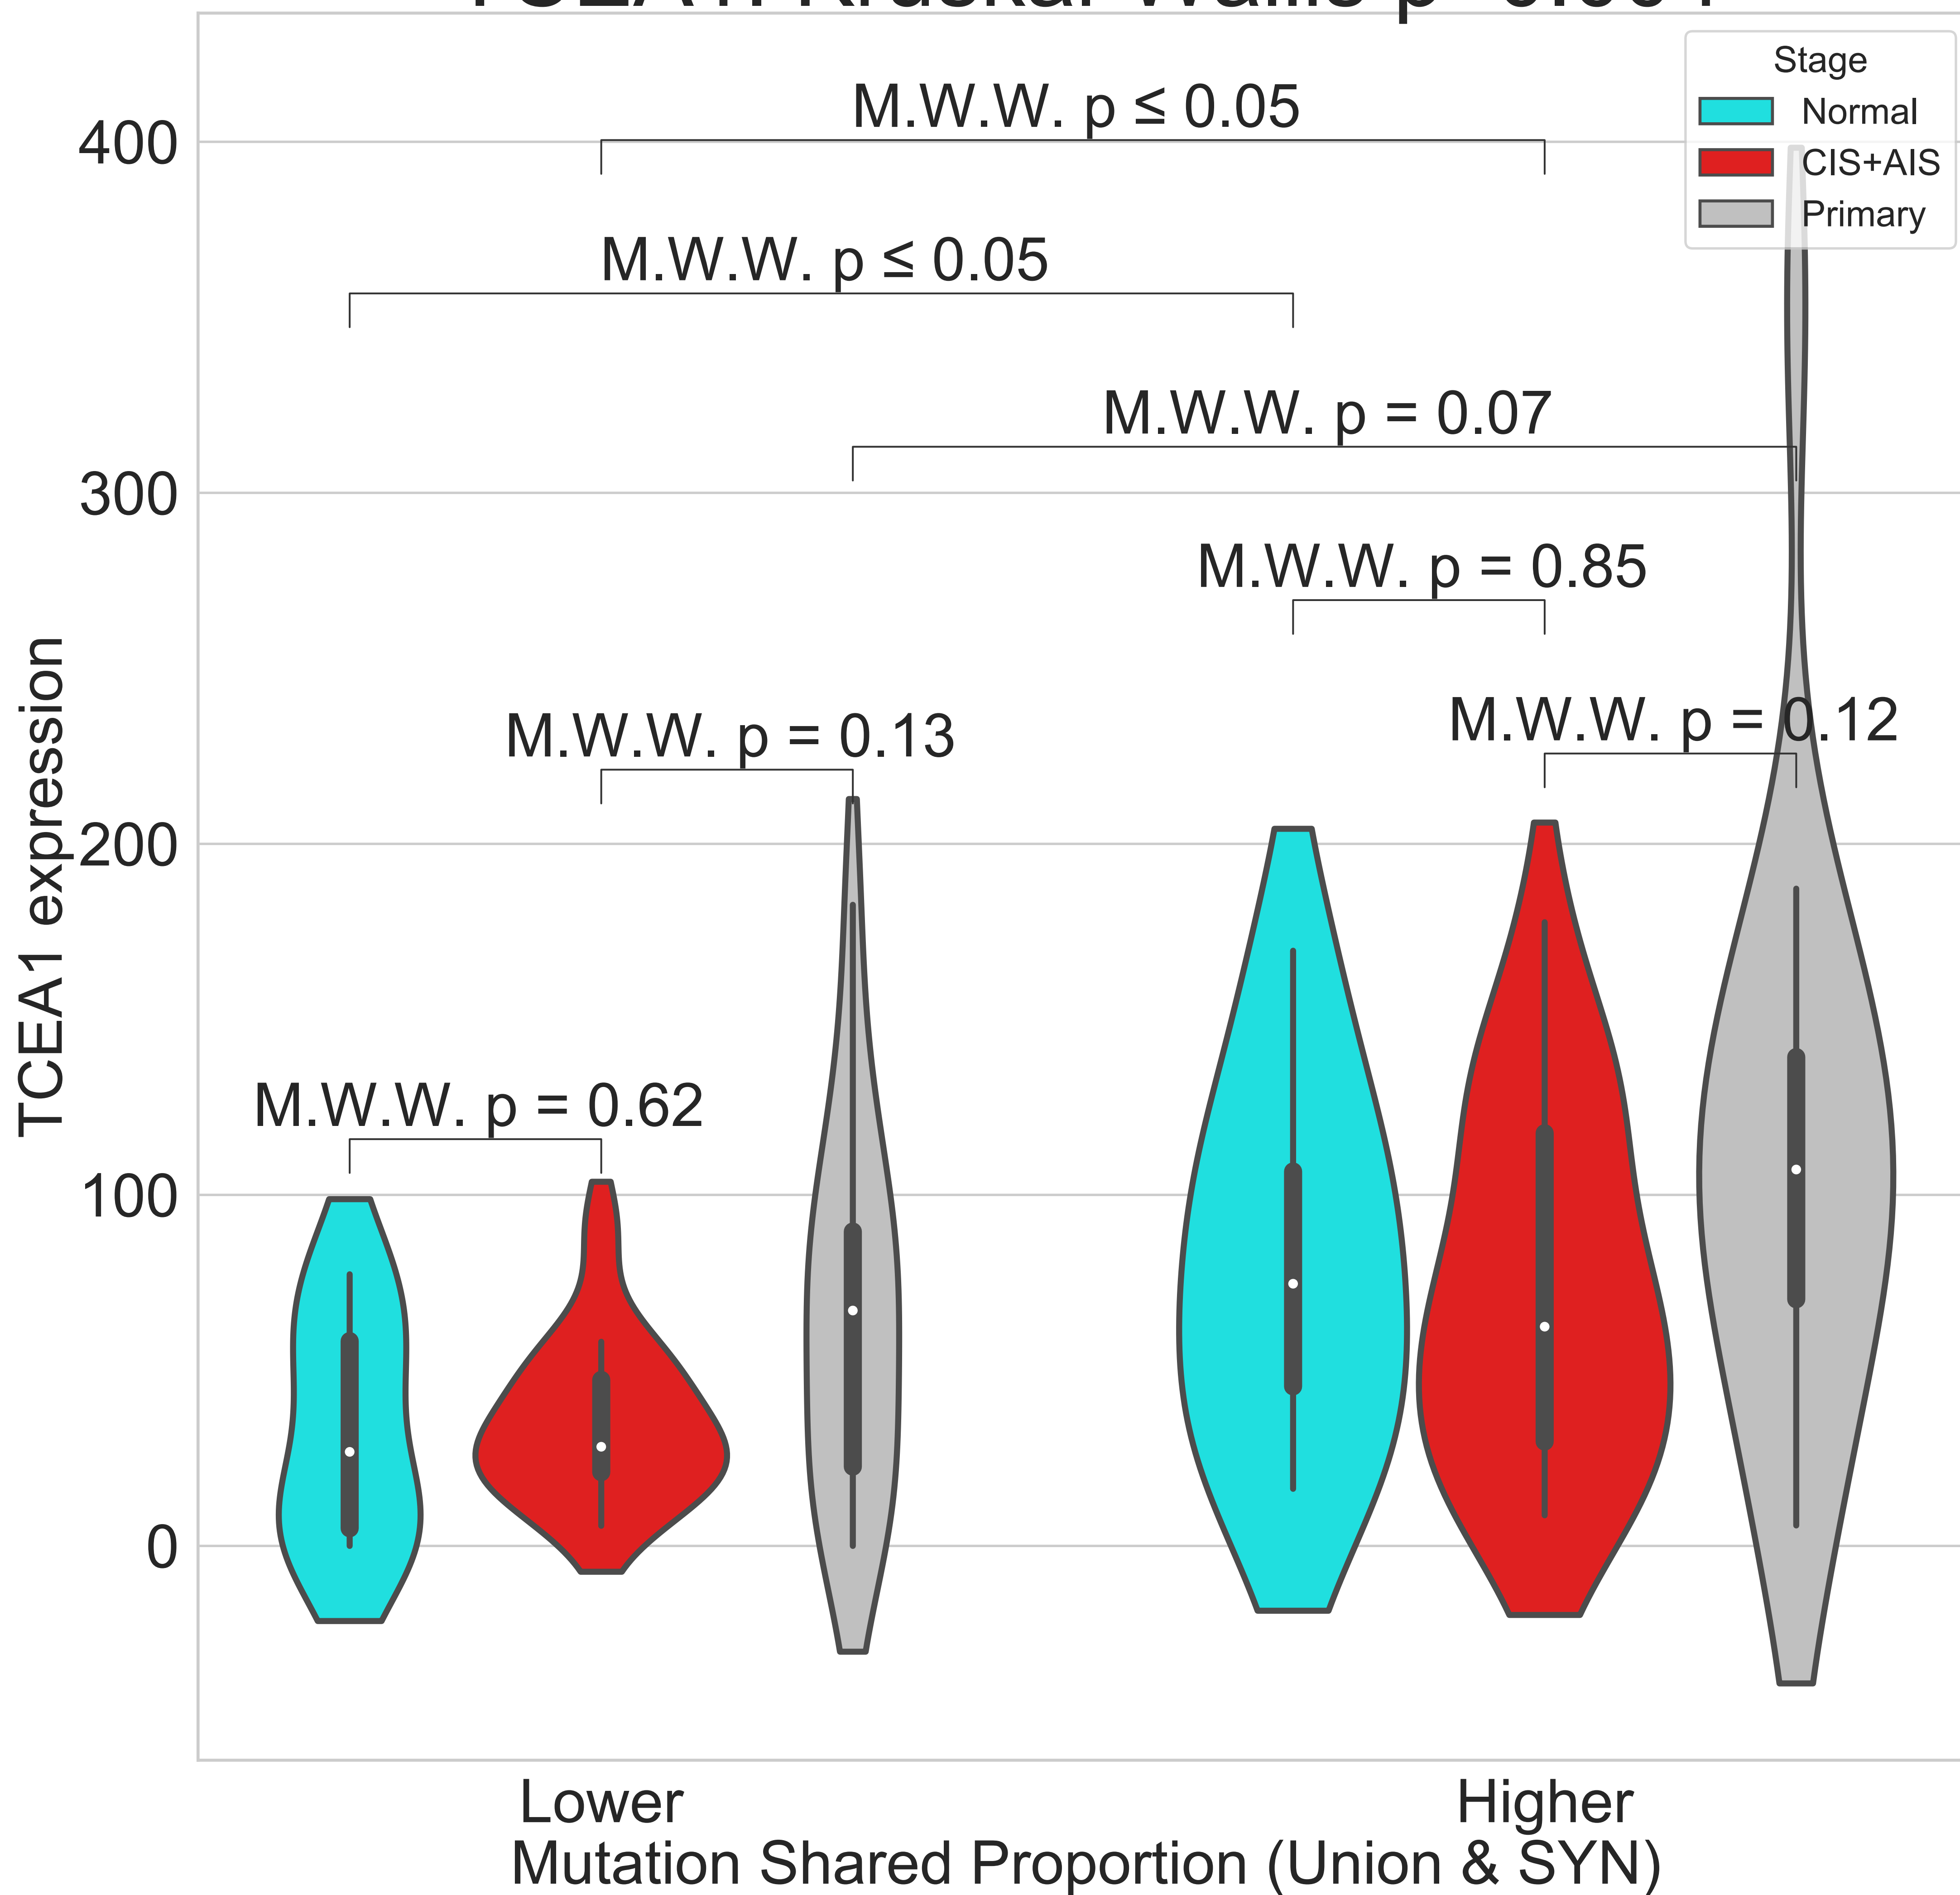 Stage
Normal
CIS+AIS
Primary
M.W.W. p ≤ 0.05
M.W.W. p ≤ 0.05
M.W.W. p = 0.07
M.W.W. p = 0.85
M.W.W. p = 0.12
M.W.W. p = 0.13
M.W.W. p = 0.62
400
300
200
100
0
TCEA1 expression
Lower
Higher
Mutation Shared Proportion (Union & SYN)